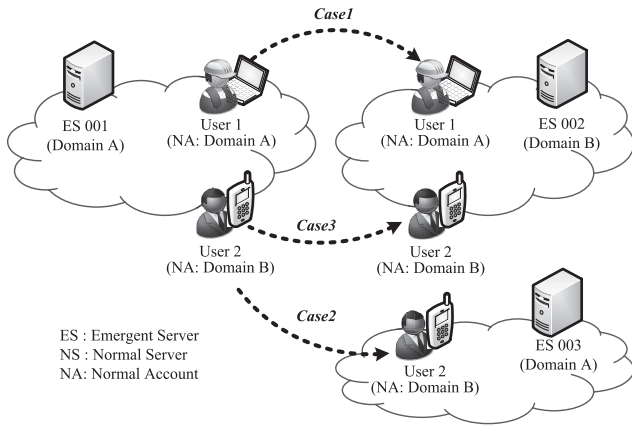 Case1
ES 001
(Domain A)
User 1
(NA: Domain A)
User 1
(NA: Domain A)
ES 002
(Domain B)
User 2
(NA: Domain B)
Case3
User 2
(NA: Domain B)
Case2
ES : Emergent Server
NS : Normal Server
NA: Normal Account
User 2
(NA: Domain B)
ES 003
(Domain A)